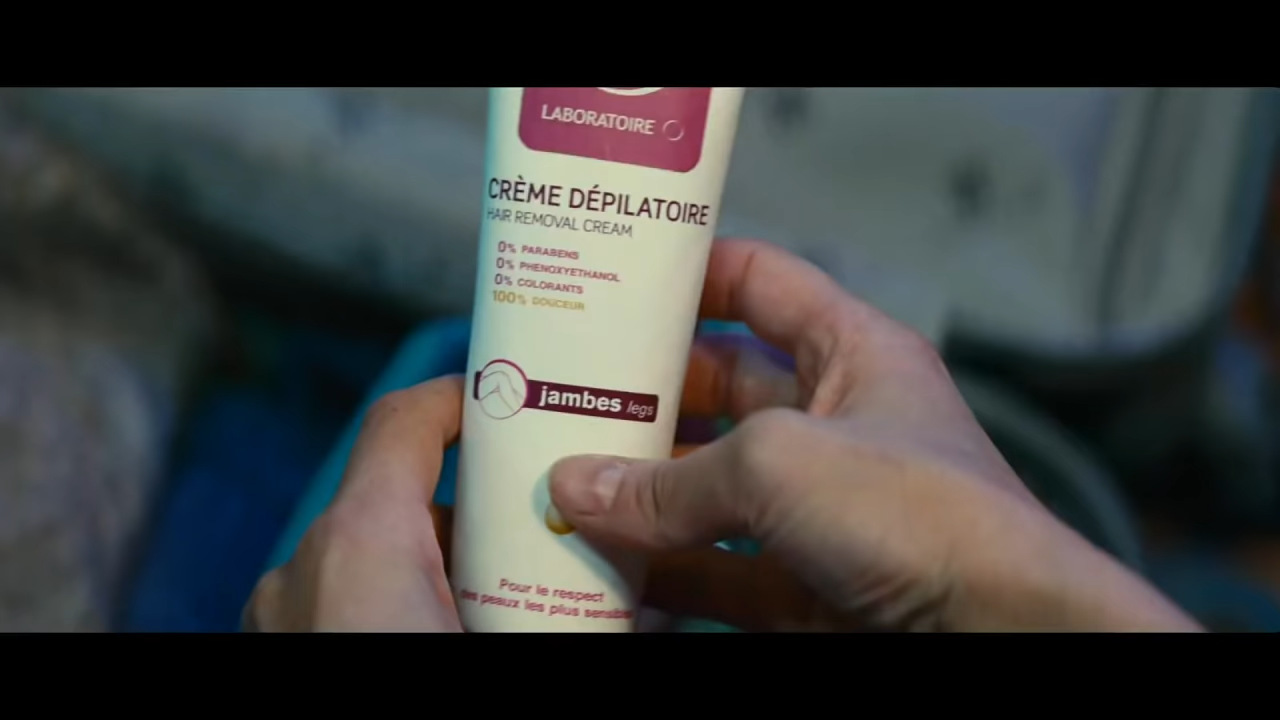 LABORATOIRE
CRÈME DÉPILATOIRE
HAIR REMOVAL CREAM
0% PARABENS
0% PHENOXYETHANOL
0% COLORANTS
100% DOUCEUR
jambes legs
Pour le respect
des peaux les plus